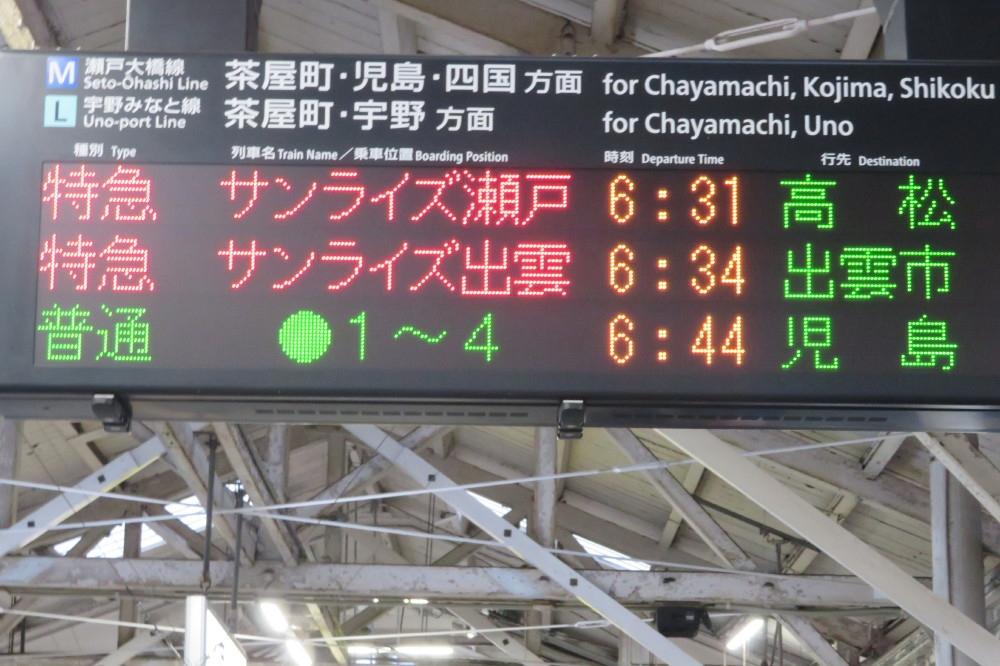 M 瀬戸大橋線 茶屋町・児島・四国 方面 for Chayamachi, Kojima, Shikoku
Seto-Ohashi Line
L 宇野みなと線 茶屋町・宇野 方面 for Chayamachi, Uno
Uno-port Line
種別 Type 列車名 Train Name／乗車位置 Boarding Position 時刻 Departure Time 行先 Destination
特急 サンライズ瀬戸 6:31 高松
特急 サンライズ出雲 6:34 出雲市
普通 ●1～4 6:44 児島